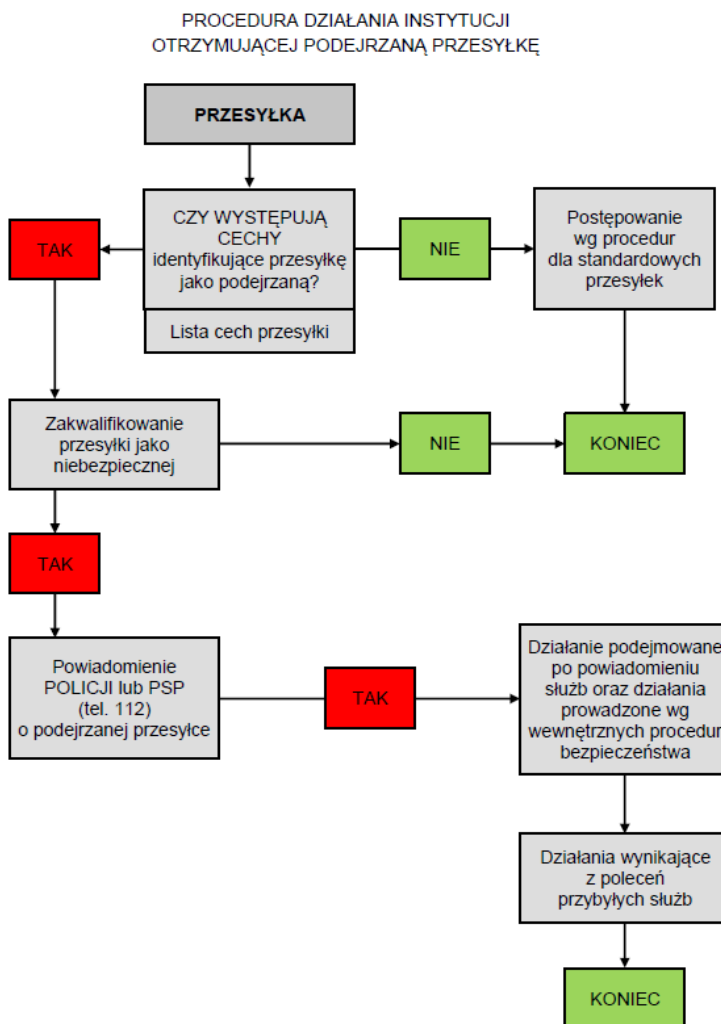 PROCEDURA DZIAŁANIA INSTYTUCJI
OTRZYMUJĄCEJ PODEJRZANĄ PRZESYŁKĘ
PRZESYŁKA
CZY WYSTĘPUJĄ
CECHY
identyfikujące przesyłkę
jako podejrzaną?
Lista cech przesyłki
TAK
NIE
Postępowanie
wg procedur
dla standardowych
przesyłek
Zakwalifikowanie
przesyłki jako
niebezpiecznej
NIE
KONIEC
TAK
Powiadomienie
POLICJI lub PSP
(tel. 112)
o podejrzanej przesyłce
TAK
Działanie podejmowane
po powiadomieniu
służb oraz działania
prowadzone wg
wewnętrznych procedur
bezpieczeństwa
Działania wynikające
z poleceń
przybyłych służb
KONIEC